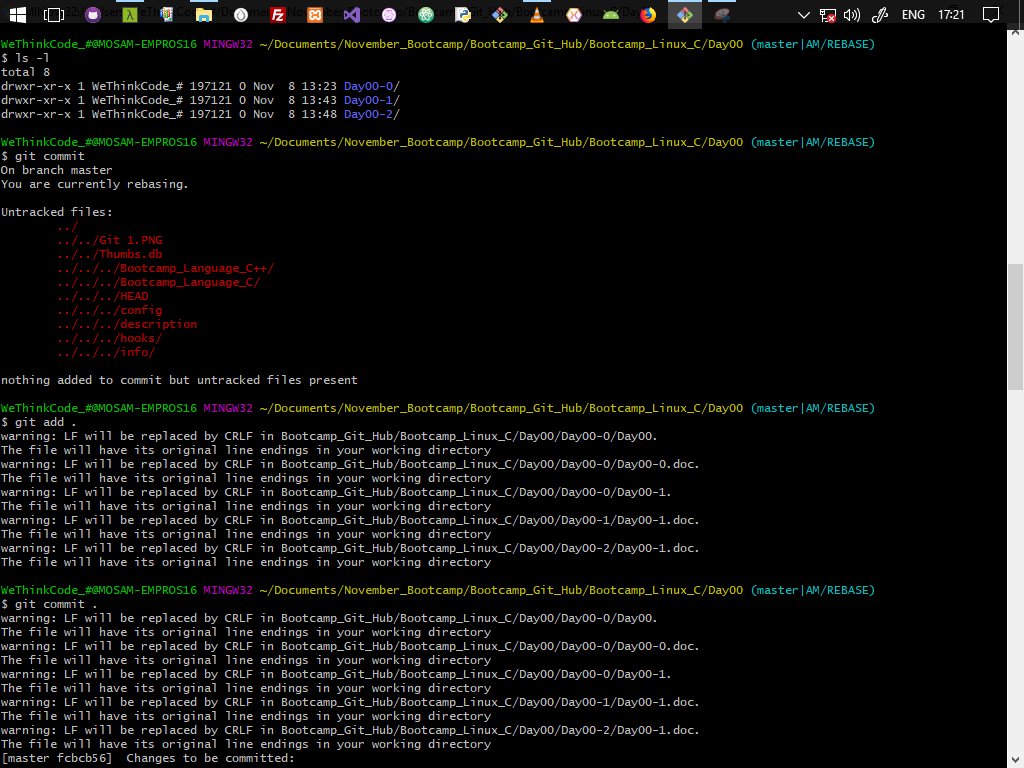 ENG 17:21
WeThinkCode_#@MOSAM-EMPROS16 MINGW32 ~/Documents/November_Bootcamp/Bootcamp_Git_Hub/Bootcamp_Linux_C/Day00 (master|AM/REBASE)
$ ls -l
total 8
drwxr-xr-x 1 WeThinkCode_# 197121 0 Nov  8 13:23 Day00-0/
drwxr-xr-x 1 WeThinkCode_# 197121 0 Nov  8 13:43 Day00-1/
drwxr-xr-x 1 WeThinkCode_# 197121 0 Nov  8 13:48 Day00-2/
WeThinkCode_#@MOSAM-EMPROS16 MINGW32 ~/Documents/November_Bootcamp/Bootcamp_Git_Hub/Bootcamp_Linux_C/Day00 (master|AM/REBASE)
$ git commit
On branch master
You are currently rebasing.
Untracked files:
../
../../Git 1.PNG
../../Thumbs.db
../../../Bootcamp_Language_C++/
../../../Bootcamp_Language_C/
../../../HEAD
../../../config
../../../description
../../../hooks/
../../../info/
nothing added to commit but untracked files present
WeThinkCode_#@MOSAM-EMPROS16 MINGW32 ~/Documents/November_Bootcamp/Bootcamp_Git_Hub/Bootcamp_Linux_C/Day00 (master|AM/REBASE)
$ git add .
warning: LF will be replaced by CRLF in Bootcamp_Git_Hub/Bootcamp_Linux_C/Day00/Day00-0/Day00.
The file will have its original line endings in your working directory
warning: LF will be replaced by CRLF in Bootcamp_Git_Hub/Bootcamp_Linux_C/Day00/Day00-0/Day00-0.doc.
The file will have its original line endings in your working directory
warning: LF will be replaced by CRLF in Bootcamp_Git_Hub/Bootcamp_Linux_C/Day00/Day00-0/Day00-1.
The file will have its original line endings in your working directory
warning: LF will be replaced by CRLF in Bootcamp_Git_Hub/Bootcamp_Linux_C/Day00/Day00-1/Day00-1.doc.
The file will have its original line endings in your working directory
warning: LF will be replaced by CRLF in Bootcamp_Git_Hub/Bootcamp_Linux_C/Day00/Day00-2/Day00-1.doc.
The file will have its original line endings in your working directory
WeThinkCode_#@MOSAM-EMPROS16 MINGW32 ~/Documents/November_Bootcamp/Bootcamp_Git_Hub/Bootcamp_Linux_C/Day00 (master|AM/REBASE)
$ git commit .
warning: LF will be replaced by CRLF in Bootcamp_Git_Hub/Bootcamp_Linux_C/Day00/Day00-0/Day00.
The file will have its original line endings in your working directory
warning: LF will be replaced by CRLF in Bootcamp_Git_Hub/Bootcamp_Linux_C/Day00/Day00-0/Day00-0.doc.
The file will have its original line endings in your working directory
warning: LF will be replaced by CRLF in Bootcamp_Git_Hub/Bootcamp_Linux_C/Day00/Day00-0/Day00-1.
The file will have its original line endings in your working directory
warning: LF will be replaced by CRLF in Bootcamp_Git_Hub/Bootcamp_Linux_C/Day00/Day00-1/Day00-1.doc.
The file will have its original line endings in your working directory
warning: LF will be replaced by CRLF in Bootcamp_Git_Hub/Bootcamp_Linux_C/Day00/Day00-2/Day00-1.doc.
The file will have its original line endings in your working directory
[master fcbcb56]  Changes to be committed: